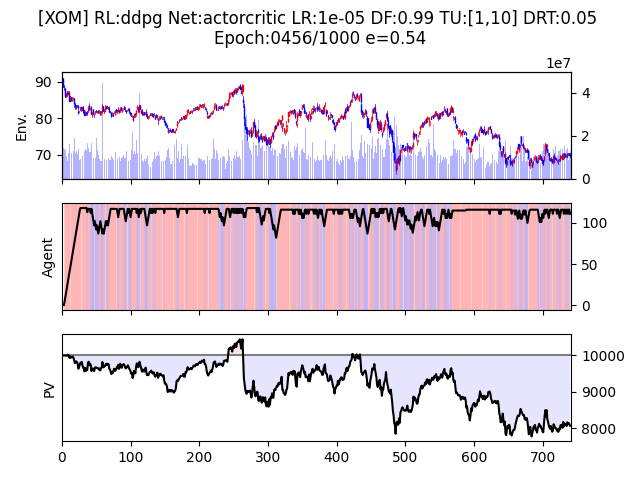 [XOM] RL:ddpg Net:actorcritic LR:1e-05 DF:0.99 TU:[1,10] DRT:0.05
Epoch:0456/1000 e=0.54
1e7
Env.
90
80
70
4
2
0
Agent
100
50
0
PV
10000
9000
8000
0 100 200 300 400 500 600 700